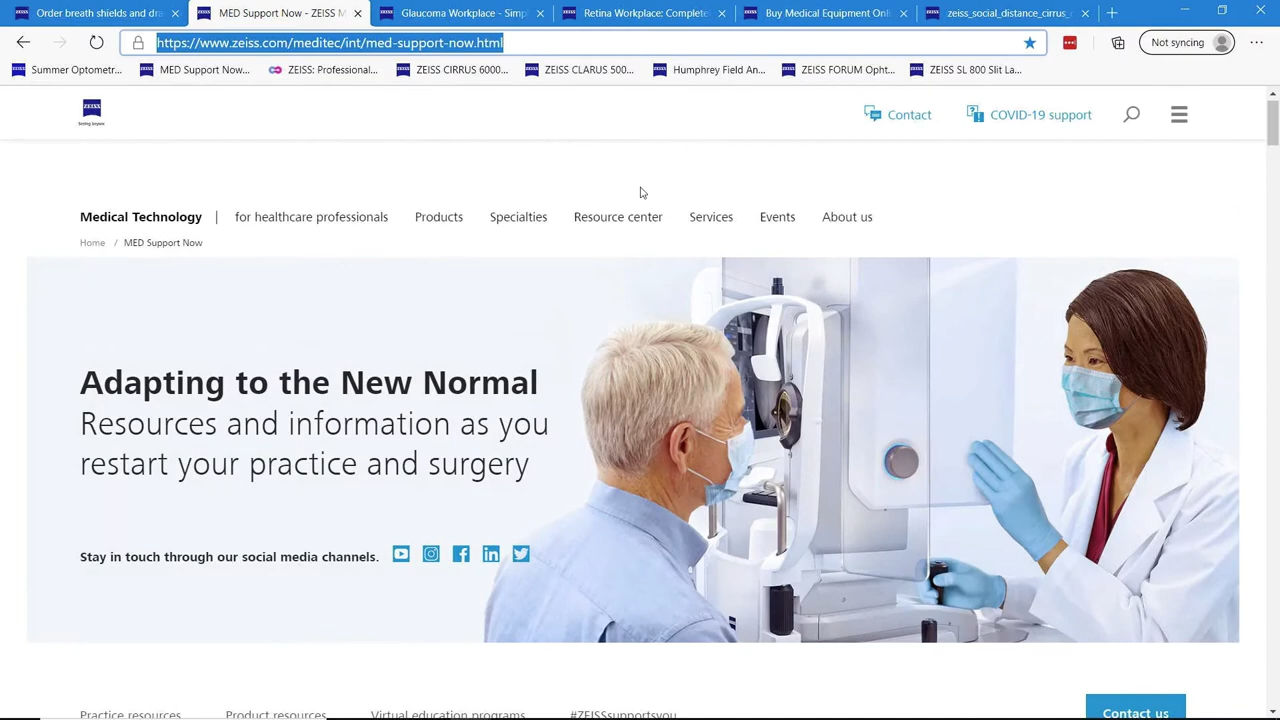 Order breath shields and dra
MED Support Now - ZEISS M
Glaucoma Workplace - Simp
Retina Workplace: Complete
Buy Medical Equipment Onli
zeiss_social_distance_cirrus_
https://www.zeiss.com/meditec/int/med-support-now.html
Not syncing
Summer Optometr...
MED Support Now...
ZEISS: Professional...
ZEISS CIRRUS 6000...
ZEISS CLARUS 500...
Humphrey Field An...
ZEISS FORUM Opht...
ZEISS SL 800 Slit La...
ZEISS
Seeing beyond
Contact
COVID-19 support
Medical Technology | for healthcare professionals
Products
Specialties
Resource center
Services
Events
About us
Home / MED Support Now
Adapting to the New Normal
Resources and information as you
restart your practice and surgery
Stay in touch through our social media channels.
Practice resources
Product resources
Virtual education programs
#ZEISSsupportsyou
Contact us